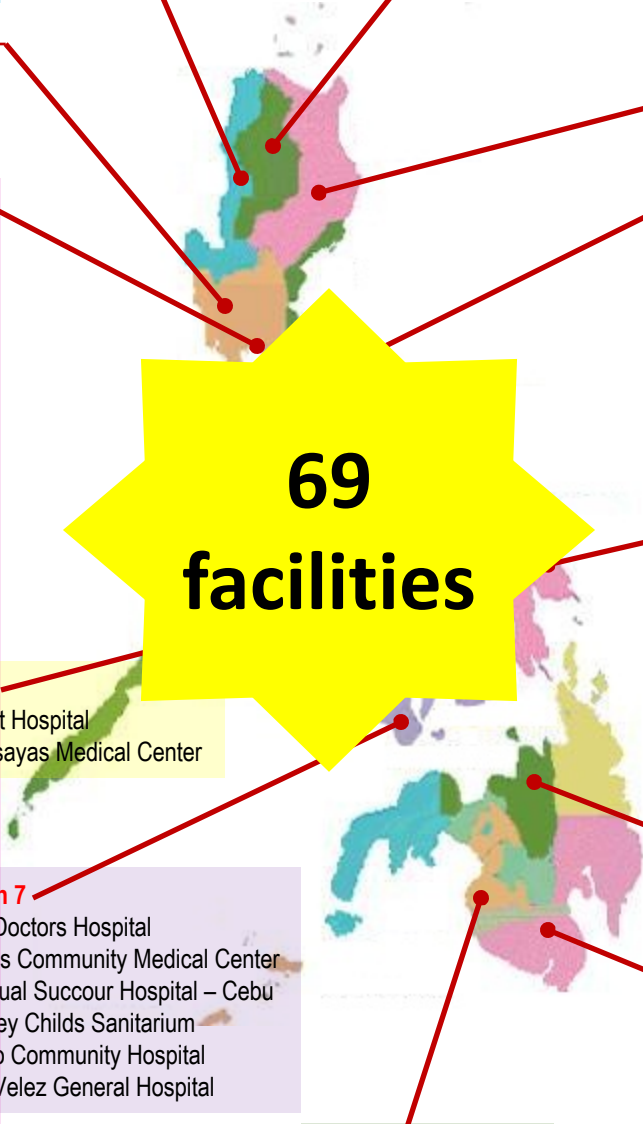 69
facilities
t Hospital
sayas Medical Center
n 7
Doctors Hospital
s Community Medical Center
ual Succour Hospital – Cebu
ey Childs Sanitarium
o Community Hospital
Velez General Hospital